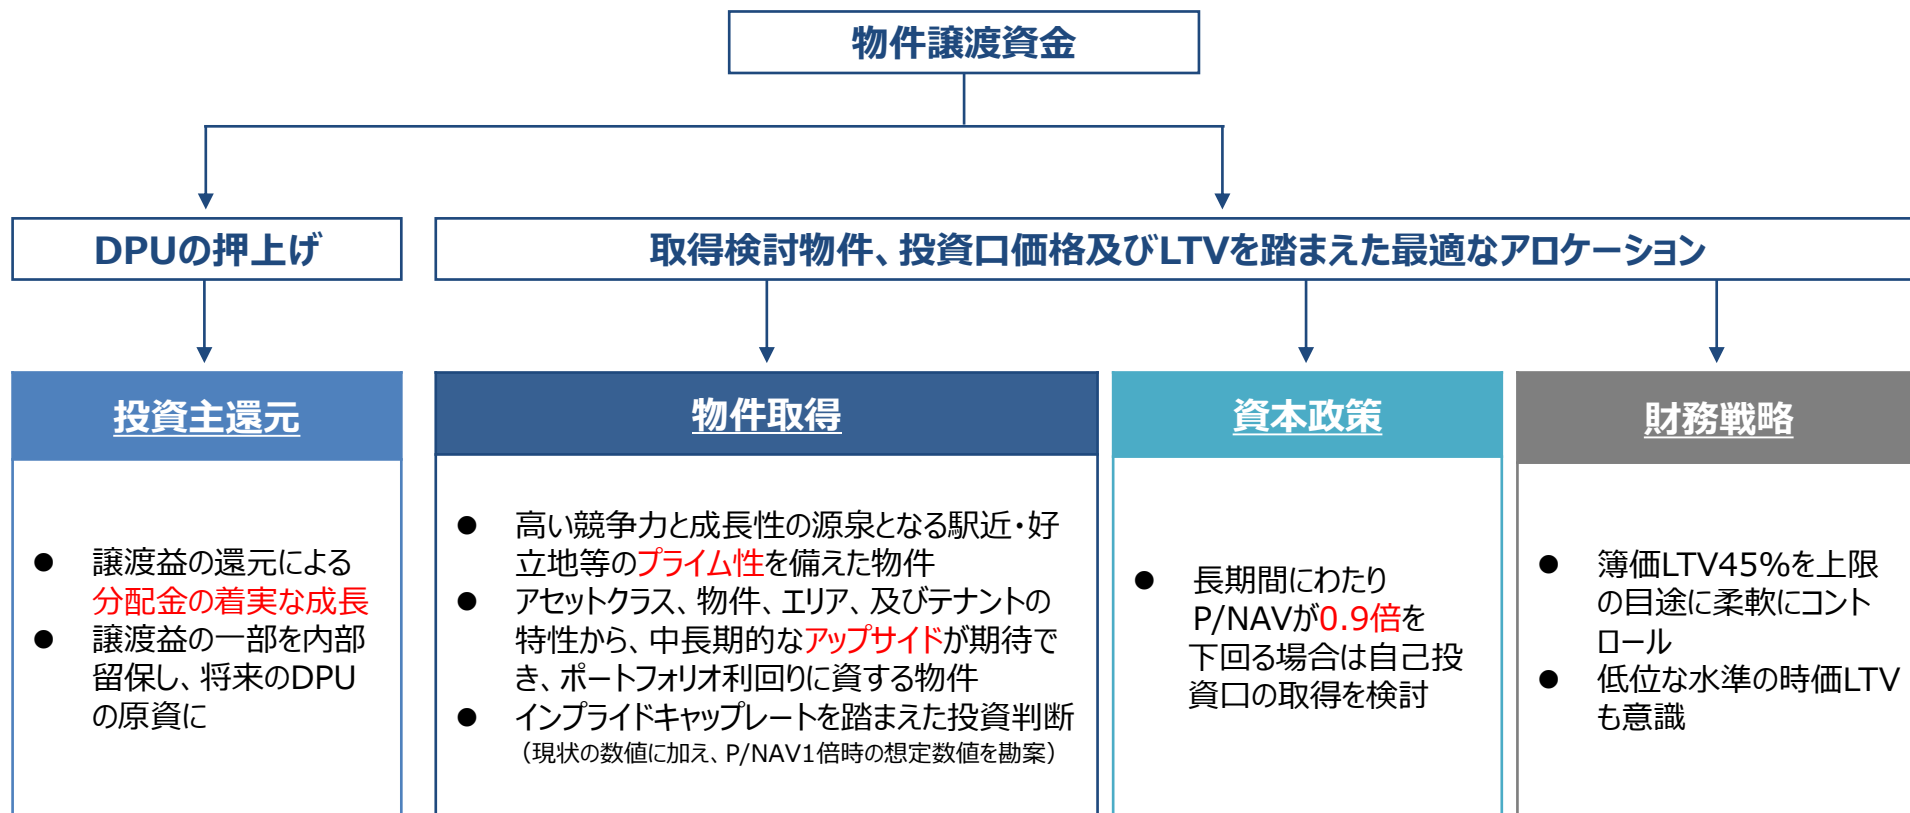 物件譲渡資金
DPUの押上げ
取得検討物件、投資口価格及びLTVを踏まえた最適なアロケーション
投資主還元
● 譲渡益の還元による
分配金の着実な成長
● 譲渡益の一部を内部
留保し、将来のDPU
の原資に
物件取得
● 高い競争力と成長性の源泉となる駅近・好
立地等のプライム性を備えた物件
● アセットクラス、物件、エリア、及びテナントの
特性から、中長期的なアップサイドが期待で
き、ポートフォリオ利回りに資する物件
● インプライドキャップレートを踏まえた投資判断
（現状の数値に加え、P/NAV1倍時の想定数値を勘案）
資本政策
● 長期間にわたり
P/NAVが0.9倍を
下回る場合は自己投
資口の取得を検討
財務戦略
● 簿価LTV45%を上限
の目途に柔軟にコント
ロール
● 低位な水準の時価LTV
も意識